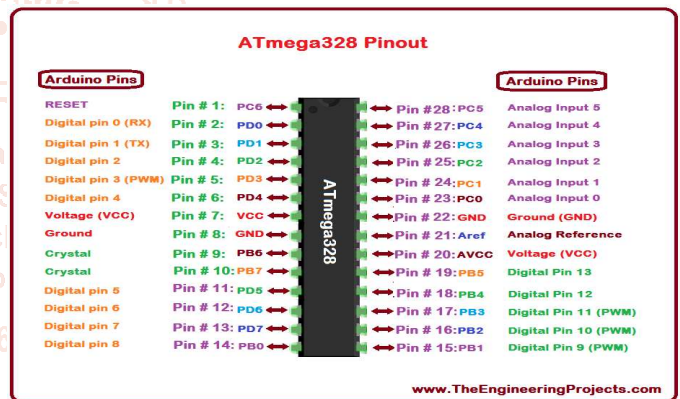 ATmega328 Pinout
Arduino Pins
Arduino Pins
RESET Pin # 1: PC6
Digital pin 0 (RX) Pin # 2: PD0
Digital pin 1 (TX) Pin # 3: PD1
Digital pin 2 Pin # 4: PD2
Digital pin 3 (PWM) Pin # 5: PD3
Digital pin 4 Pin # 6: PD4
Voltage (VCC) Pin # 7: VCC
Ground Pin # 8: GND
Crystal Pin # 9: PB6
Crystal Pin # 10: PB7
Digital pin 5 Pin # 11: PD5
Digital pin 6 Pin # 12: PD6
Digital pin 7 Pin # 13: PD7
Digital pin 8 Pin # 14: PB0
ATmega328
Pin #28:PC5 Analog Input 5
Pin #27:PC4 Analog Input 4
Pin # 26:PC3 Analog Input 3
Pin # 25:PC2 Analog Input 2
Pin # 24:PC1 Analog Input 1
Pin # 23:PC0 Analog Input 0
Pin # 22:GND Ground (GND)
Pin # 21:Aref Analog Reference
Pin # 20:AVCC Voltage (VCC)
Pin # 19:PB5 Digital Pin 13
Pin # 18:PB4 Digital Pin 12
Pin # 17:PB3 Digital Pin 11 (PWM)
Pin # 16:PB2 Digital Pin 10 (PWM)
Pin # 15:PB1 Digital Pin 9 (PWM)
www.TheEngineeringProjects.com